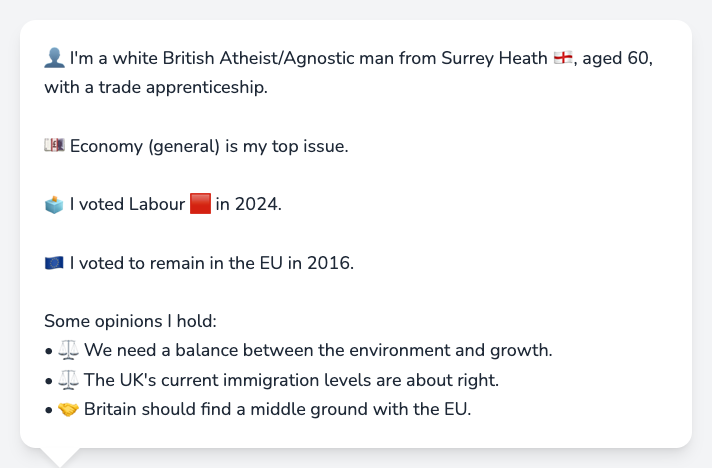 👤 I'm a white British Atheist/Agnostic man from Surrey Heath 🏴󠁧󠁢󠁥󠁮󠁧󠁿, aged 60,
with a trade apprenticeship.
💷 Economy (general) is my top issue.
🗳️ I voted Labour 🟥 in 2024.
🇪🇺 I voted to remain in the EU in 2016.
Some opinions I hold:
• ⚖️ We need a balance between the environment and growth.
• ⚖️ The UK's current immigration levels are about right.
• 🤝 Britain should find a middle ground with the EU.